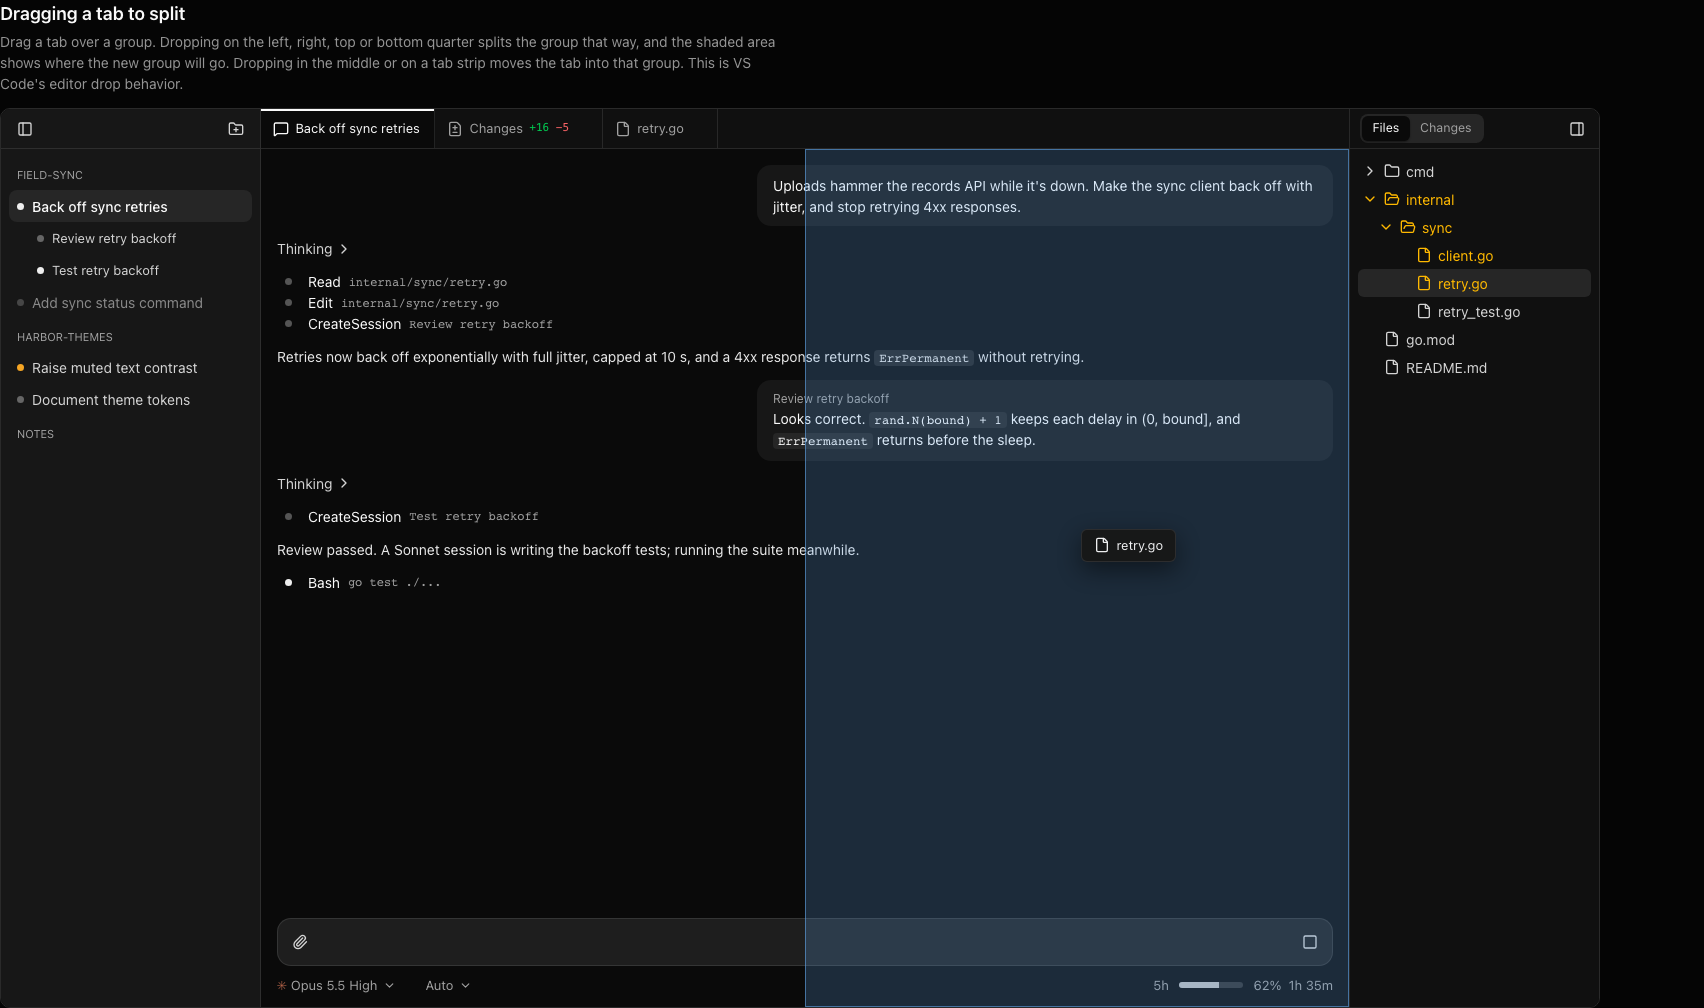 Dragging a tab to split
Drag a tab over a group. Dropping on the left, right, top or bottom quarter splits the group that way, and the shaded area
shows where the new group will go. Dropping in the middle or on a tab strip moves the tab into that group. This is VS
Code's editor drop behavior.
Back off sync retries
Changes +16 −5
retry.go
Files
Changes
FIELD-SYNC
Back off sync retries
Review retry backoff
Test retry backoff
Add sync status command
HARBOR-THEMES
Raise muted text contrast
Document theme tokens
NOTES
Uploads hammer the records API while it's down. Make the sync client back off with
jitter, and stop retrying 4xx responses.
Thinking
Read internal/sync/retry.go
Edit internal/sync/retry.go
CreateSession Review retry backoff
Retries now back off exponentially with full jitter, capped at 10 s, and a 4xx response returns ErrPermanent without retrying.
Review retry backoff
Looks correct. rand.N(bound) + 1 keeps each delay in (0, bound], and
ErrPermanent returns before the sleep.
Thinking
CreateSession Test retry backoff
Review passed. A Sonnet session is writing the backoff tests; running the suite meanwhile.
Bash go test ./...
retry.go
Opus 5.5 High
Auto
5h
62% 1h 35m
cmd
internal
sync
client.go
retry.go
retry_test.go
go.mod
README.md